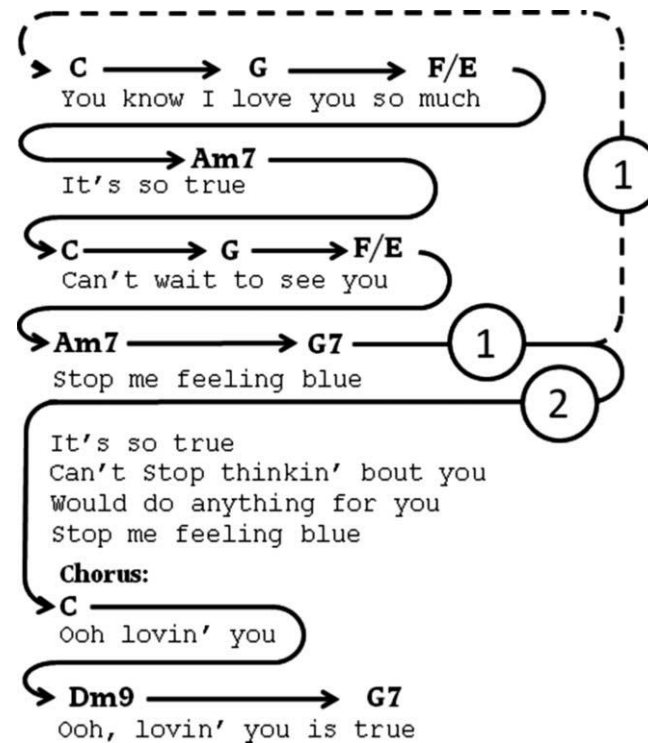 C G F/E
You know I love you so much
1
Am7
It's so true
C G F/E
Can't wait to see you
Am7 G7 1
Stop me feeling blue
2
It's so true
Can't Stop thinkin' bout you
Would do anything for you
Stop me feeling blue
Chorus:
C
Ooh lovin' you
Dm9 G7
Ooh, lovin' you is true